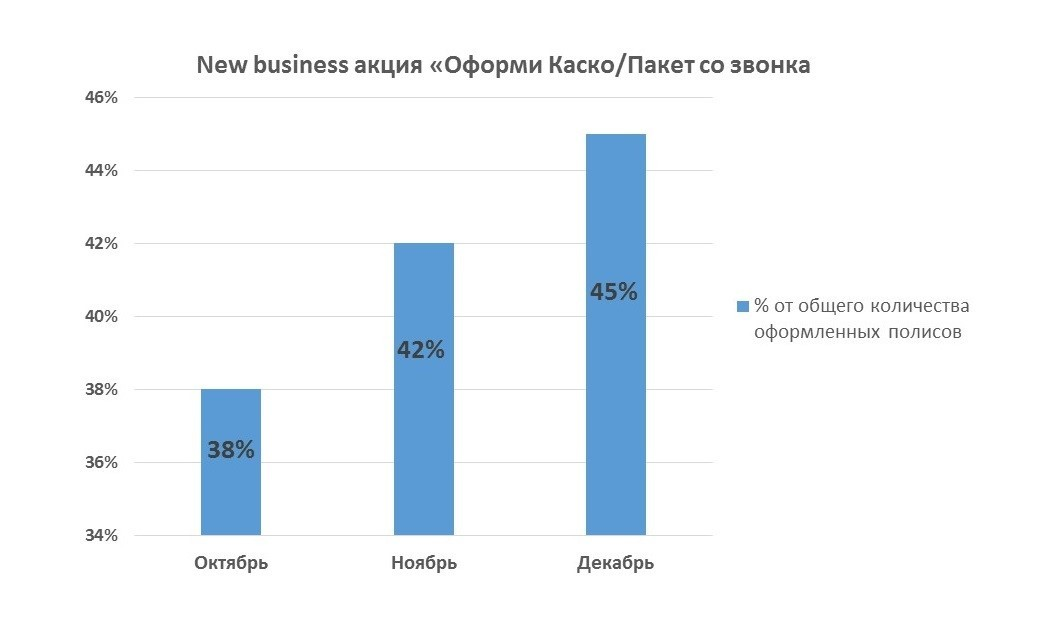 New business акция «Оформи Каско/Пакет со звонка
46%
44%
42%
40%
38%
36%
34%
38%
42%
45%
Октябрь
Ноябрь
Декабрь
% от общего количества
оформленных полисов